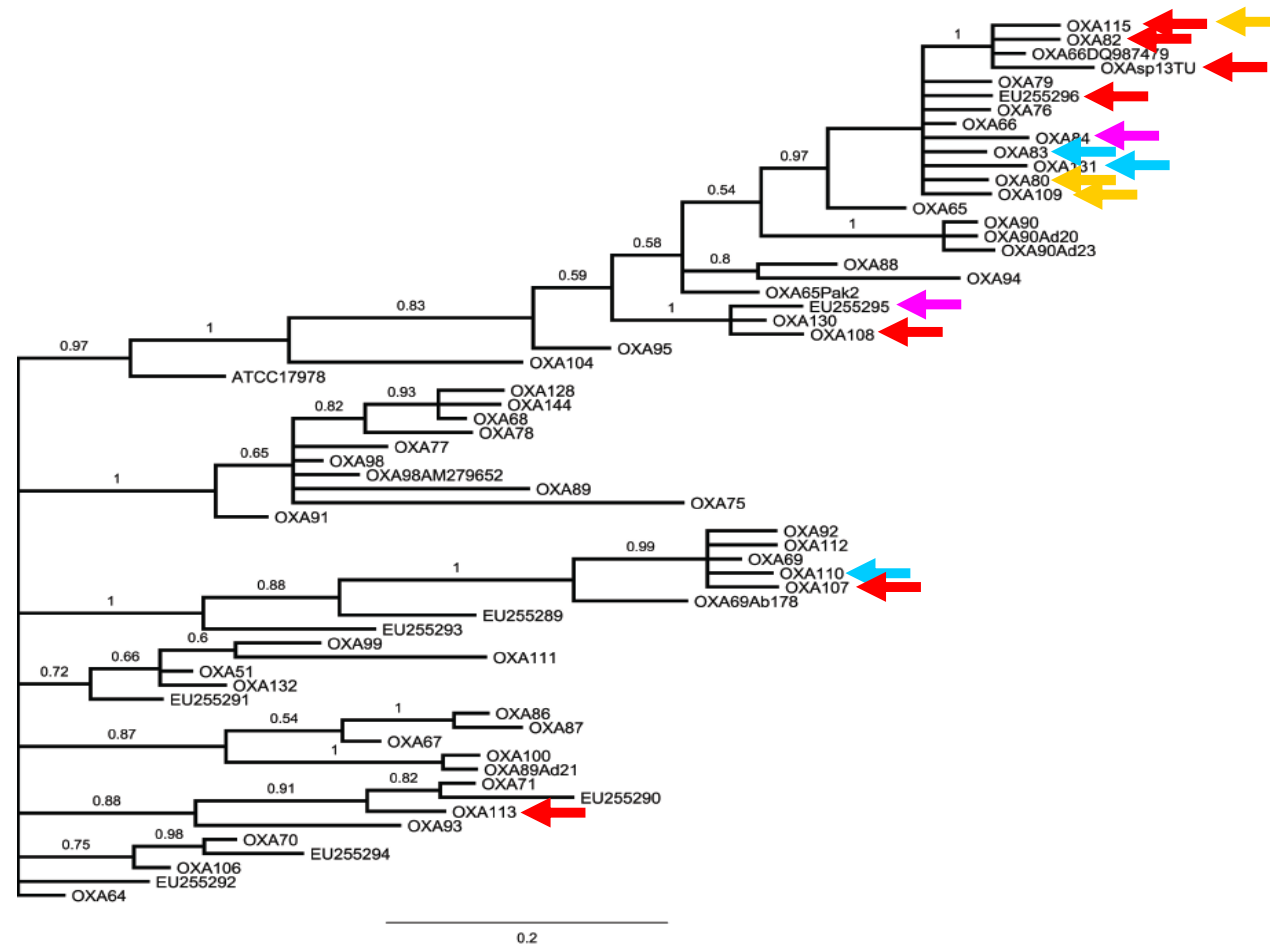 OXA115
1
OXA82
OXA66DQ987479
OXAsp13TU
OXA79
EU255296
OXA76
OXA66
OXA84
OXA83
0.97
OXA131
OXA80
0.54
OXA109
OXA65
OXA90
1
OXA90Ad20
0.58
OXA90Ad23
0.8
OXA88
OXA94
0.59
OXA65Pak2
0.83
1
EU255295
OXA130
1
OXA108
0.97
OXA95
OXA104
ATCC17978
0.93
OXA128
0.82
OXA144
OXA68
OXA78
OXA77
0.65
OXA98
OXA98AM279652
1
OXA89
OXA75
OXA91
OXA92
0.99
OXA112
OXA69
1
OXA110
0.88
OXA107
1
OXA69Ab178
EU255289
EU255293
0.6
OXA99
0.66
OXA111
0.72
OXA51
OXA132
EU255291
1
OXA86
0.54
OXA87
0.87
OXA67
1
OXA100
OXA89Ad21
0.82
OXA71
0.91
EU255290
0.88
OXA113
OXA93
0.98
OXA70
0.75
EU255294
OXA106
EU255292
OXA64
0.2